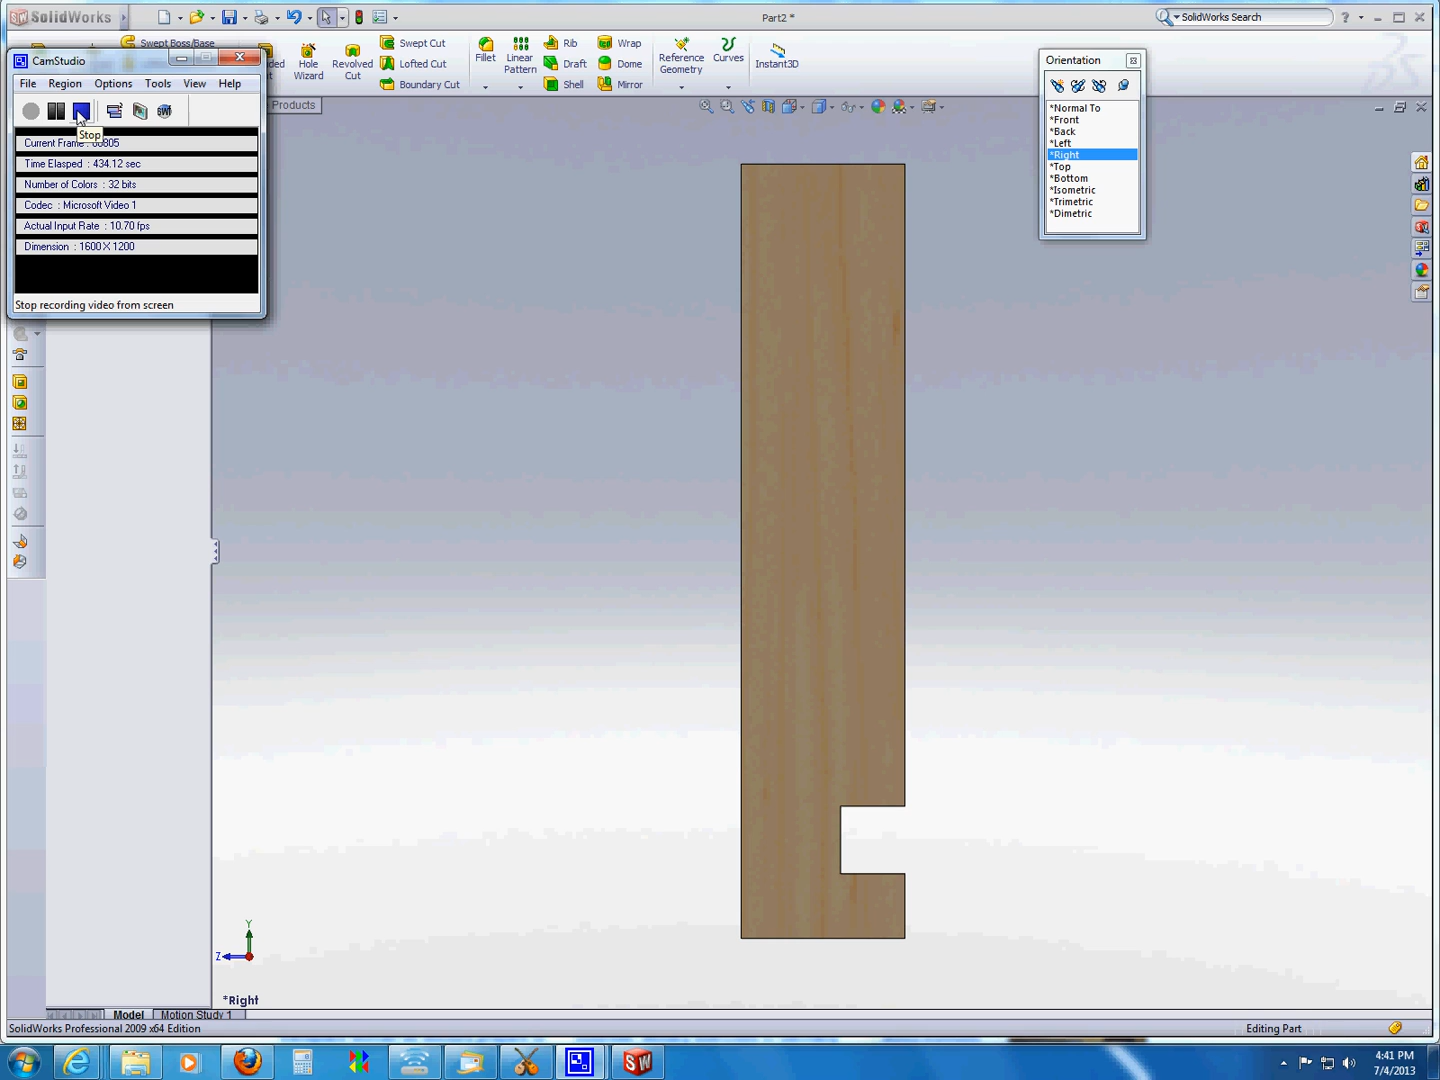 SolidWorks
Part2 *
SolidWorks Search
Swept Boss/Base
Hole Wizard
Revolved Cut
Swept Cut
Lofted Cut
Boundary Cut
Fillet
Linear Pattern
Rib
Draft
Shell
Wrap
Dome
Mirror
Reference Geometry
Curves
Instant3D
Products
CamStudio
File Region Options Tools View Help
Stop
Current Frame :
Time Elasped : 434.12 sec
Number of Colors : 32 bits
Codec : Microsoft Video 1
Actual Input Rate : 10.70 fps
Dimension : 1600 X 1200
Stop recording video from screen
Orientation
*Normal To
*Front
*Back
*Left
*Right
*Top
*Bottom
*Isometric
*Trimetric
*Dimetric
Y
Z
*Right
Model Motion Study 1
SolidWorks Professional 2009 x64 Edition
Editing Part
SW
4:41 PM
7/4/2013